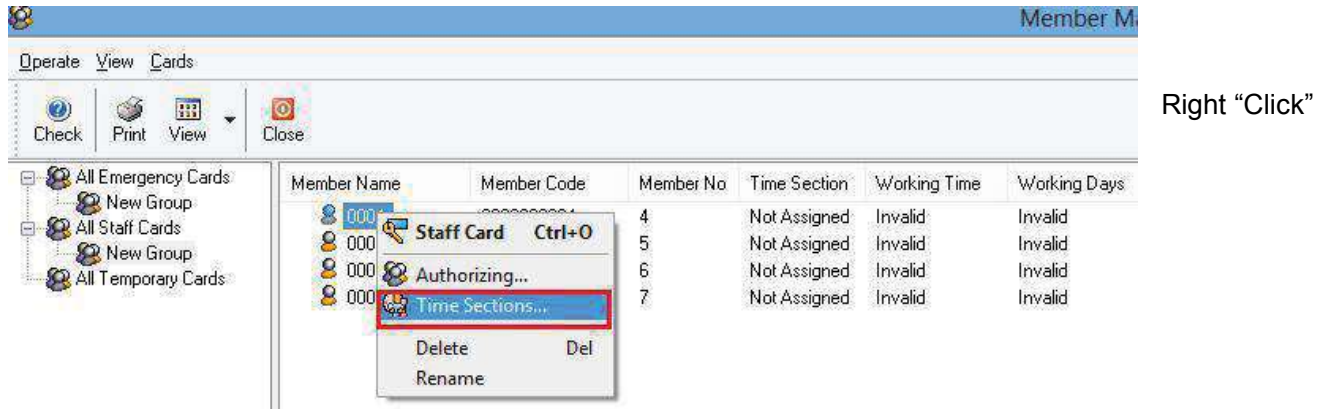 Member Ma
Operate View Cards
Right “Click”
Check Print View Close
All Emergency Cards
New Group
All Staff Cards
New Group
All Temporary Cards
Member Name Member Code Member No Time Section Working Time Working Days
4 Not Assigned Invalid Invalid
000 5 Not Assigned Invalid Invalid
000 6 Not Assigned Invalid Invalid
000 7 Not Assigned Invalid Invalid
Staff Card Ctrl+O
Authorizing...
Time Sections...
Delete Del
Rename